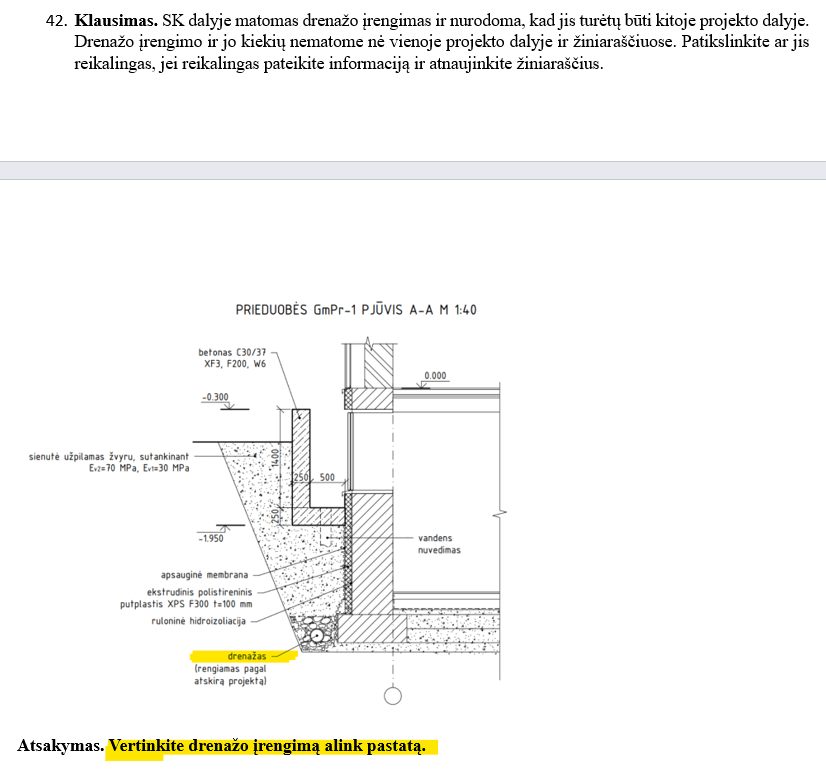 42. Klausimas. SK dalyje matomas drenažo įrengimas ir nurodoma, kad jis turėtų būti kitoje projekto dalyje.
Drenažo įrengimo ir jo kiekių nematome nė vienoje projekto dalyje ir žiniaraščiuose. Patikslinkite ar jis
reikalingas, jei reikalingas pateikite informaciją ir atnaujinkite žiniaraščius.
PRIEDUOBĖS GmPr-1 PJŪVIS A-A M 1:40
betonas C30/37
XF3, F200, W6
0.000
-0.300
sienutė užpilamas žvyru, sutankinant
Ev2=70 MPa, Ev1=30 MPa
1400
250
500
250
-1.950
vandens
nuvedimas
apsauginė membrana
ekstrudinis polistireninis
putplastis XPS F300 t=100 mm
ruloninė hidroizoliacija
drenažas
(rengiamas pagal
atskirą projektą)
Atsakymas. Vertinkite drenažo įrengimą alink pastatą.